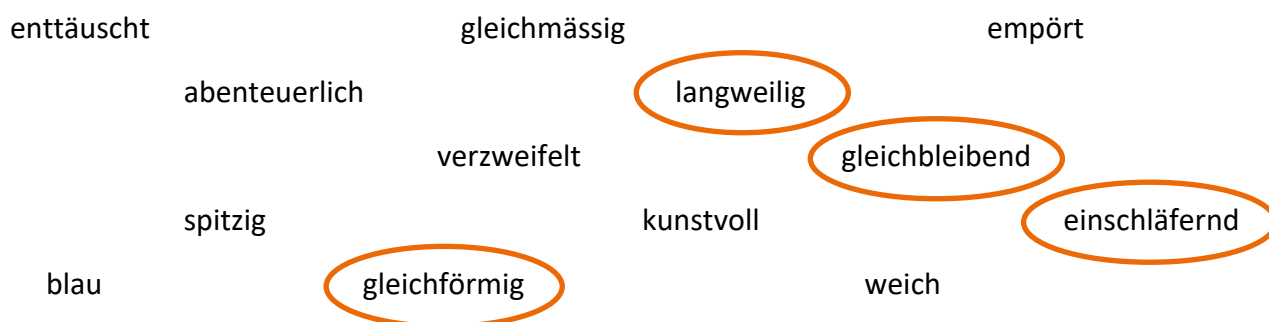 enttäuscht gleichmässig empört
abenteuerlich langweilig
verzweifelt gleichbleibend
spitzig kunstvoll einschläfernd
blau gleichförmig weich